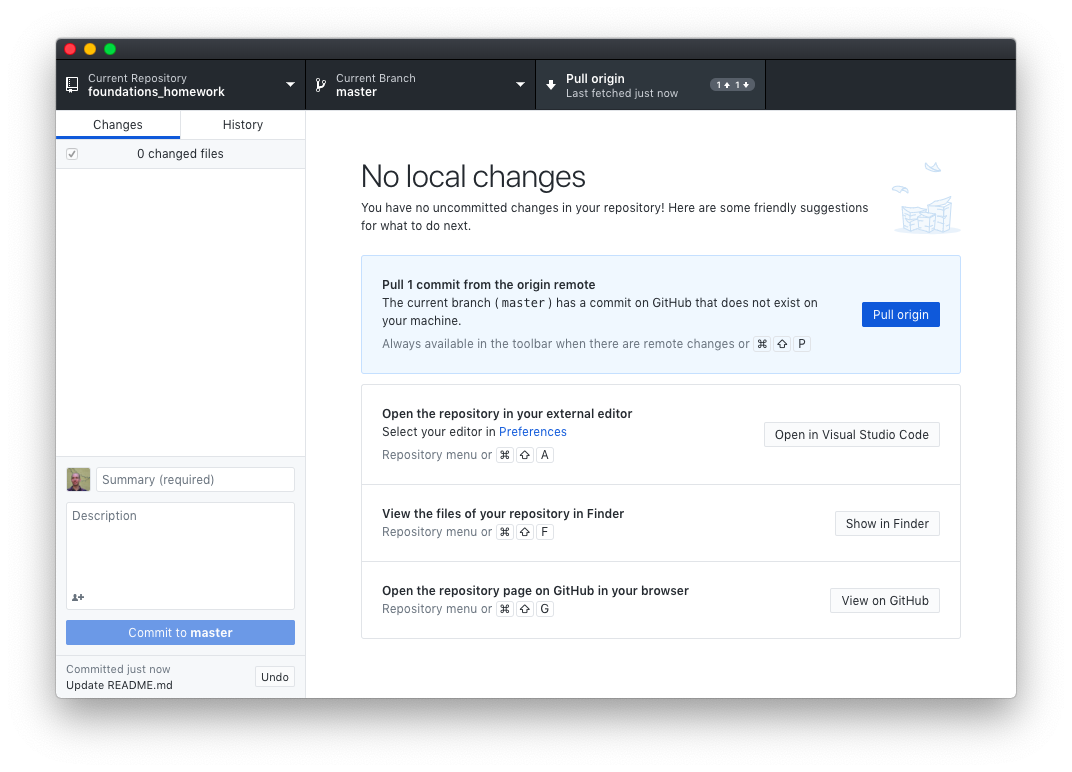 Current Repository
foundations_homework
Current Branch
master
Pull origin
Last fetched just now
1 1
Changes
History
0 changed files
No local changes
You have no uncommitted changes in your repository! Here are some friendly suggestions
for what to do next.
Pull 1 commit from the origin remote
The current branch ( master ) has a commit on GitHub that does not exist on
your machine.
Always available in the toolbar when there are remote changes or ⌘ ⇧ P
Pull origin
Open the repository in your external editor
Select your editor in Preferences
Repository menu or ⌘ ⇧ A
Open in Visual Studio Code
View the files of your repository in Finder
Repository menu or ⌘ ⇧ F
Show in Finder
Open the repository page on GitHub in your browser
Repository menu or ⌘ ⇧ G
View on GitHub
Summary (required)
Description
Commit to master
Committed just now
Update README.md
Undo